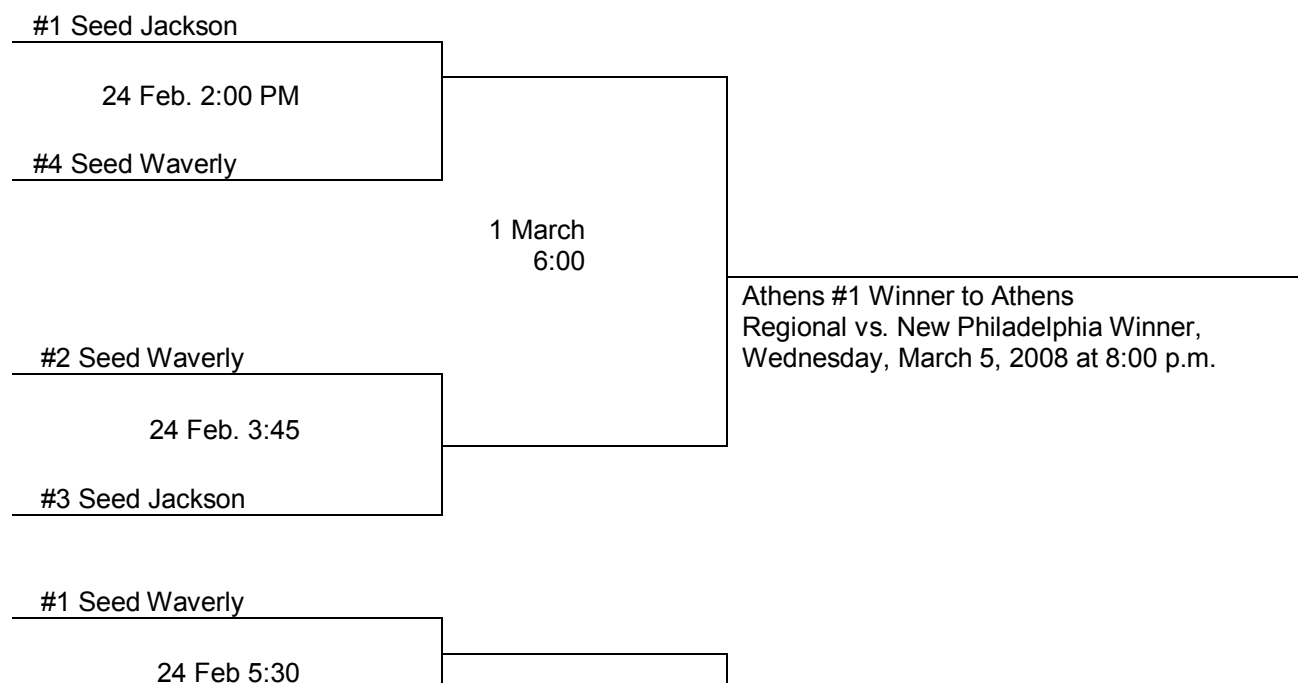 #1 Seed Jackson
24 Feb. 2:00 PM
#4 Seed Waverly
1 March
6:00
Athens #1 Winner to Athens
Regional vs. New Philadelphia Winner,
Wednesday, March 5, 2008 at 8:00 p.m.
#2 Seed Waverly
24 Feb. 3:45
#3 Seed Jackson
#1 Seed Waverly
24 Feb 5:30